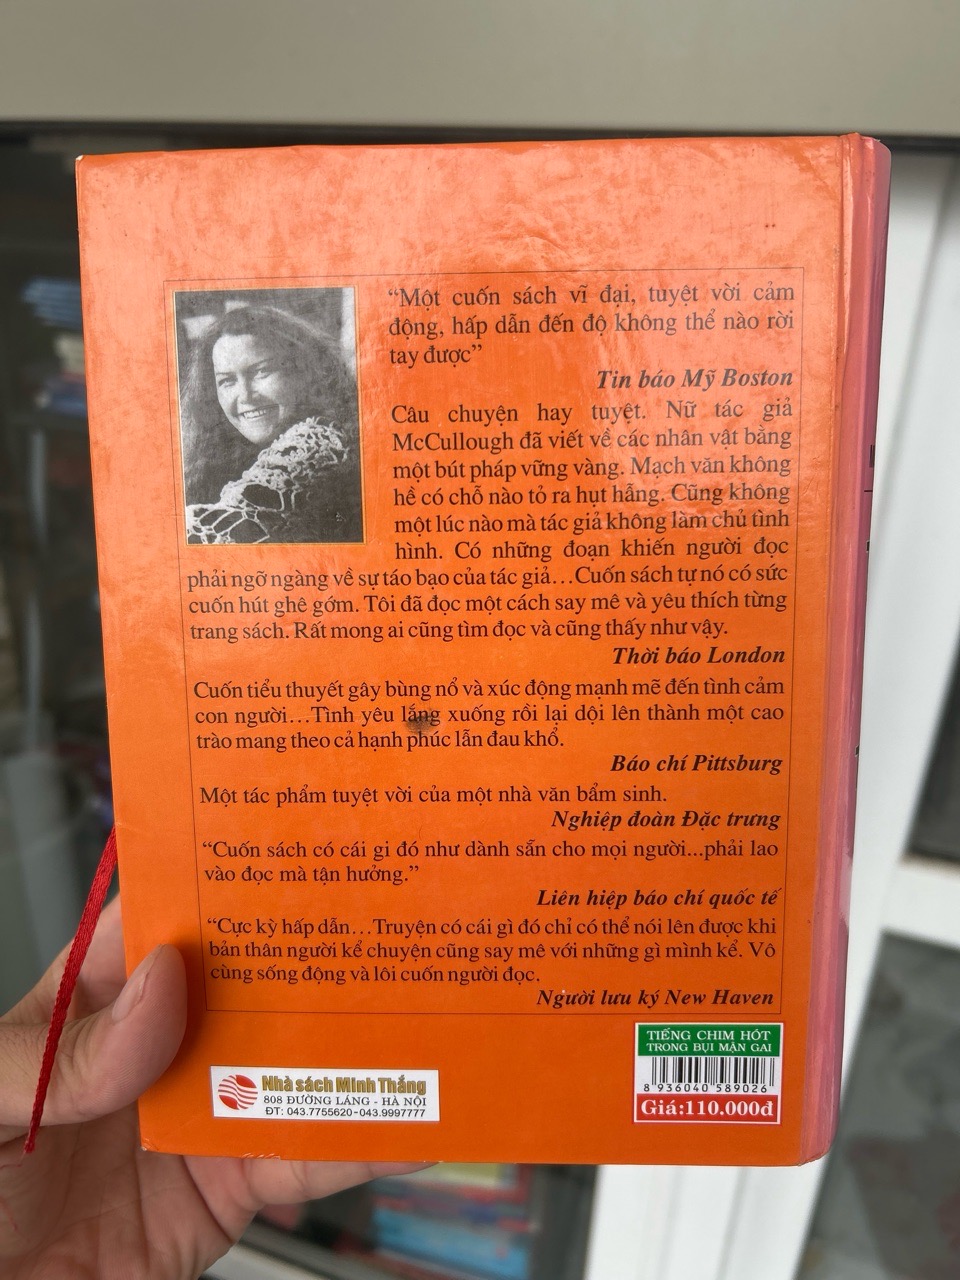 “Một cuốn sách vĩ đại, tuyệt vời cảm
động, hấp dẫn đến độ không thể nào rời
tay được”
Tin báo Mỹ Boston
Câu chuyện hay tuyệt. Nữ tác giả
McCullough đã viết về các nhân vật bằng
một bút pháp vững vàng. Mạch văn không
hề có chỗ nào tỏ ra hụt hẫng. Cũng không
một lúc nào mà tác giả không làm chủ tình
hình. Có những đoạn khiến người đọc
phải ngỡ ngàng về sự táo bạo của tác giả...Cuốn sách tự nó có sức
cuốn hút ghê gớm. Tôi đã đọc một cách say mê và yêu thích từng
trang sách. Rất mong ai cũng tìm đọc và cũng thấy như vậy.
Thời báo London
Cuốn tiểu thuyết gây bùng nổ và xúc động mạnh mẽ đến tình cảm
con người...Tình yêu lắng xuống rồi lại dội lên thành một cao
trào mang theo cả hạnh phúc lẫn đau khổ.
Báo chí Pittsburg
Một tác phẩm tuyệt vời của một nhà văn bẩm sinh.
Nghiệp đoàn Đặc trưng
“Cuốn sách có cái gi đó như dành sẵn cho mọi người...phải lao
vào đọc mà tận hưởng.”
Liên hiệp báo chí quốc tế
“Cực kỳ hấp dẫn...Truyện có cái gì đó chỉ có thể nói lên được khi
bản thân người kể chuyện cũng say mê với những gì mình kể. Vô
cùng sống động và lôi cuốn người đọc.
Người lưu ký New Haven
TIẾNG CHIM HÓT
TRONG BỤI MẬN GAI
8 936040 589026
Giá:110.000đ
Nhà sách Minh Thắng
808 ĐƯỜNG LÁNG - HÀ NỘI
ĐT: 043.7755620-043.9997777